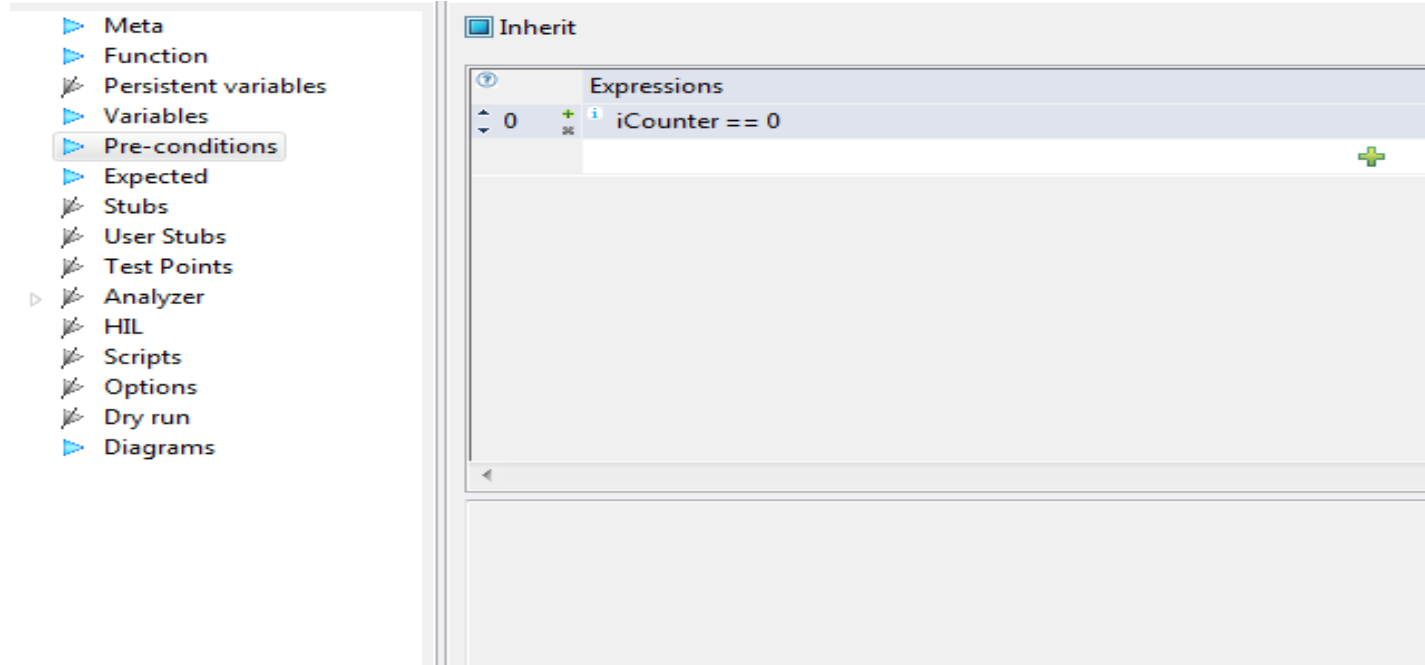 Meta
Function
Persistent variables
Variables
Pre-conditions
Expected
Stubs
User Stubs
Test Points
Analyzer
HIL
Scripts
Options
Dry run
Diagrams
Inherit
Expressions
0 iCounter == 0